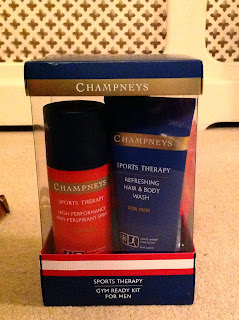 CHAMPNEYS
CHAMPNEYS
SPORTS THERAPY
HIGH PERFORMANCE
ANTI-PERSPIRANT SPRAY
CHAMPNEYS
SPORTS THERAPY
REFRESHING
HAIR & BODY
WASH
FOR MEN
SPORTS THERAPY
GYM READY KIT
FOR MEN